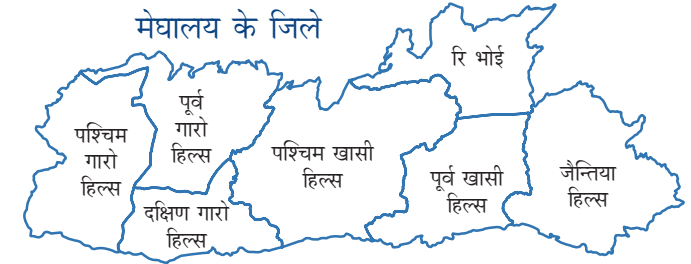 मेघालय के जिले
रि भोई
पूर्व
गारो
हिल्स
पश्चिम
गारो
हिल्स
पश्चिम खासी
हिल्स
पूर्व खासी
हिल्स
जैन्तिया
हिल्स
दक्षिण गारो
हिल्स